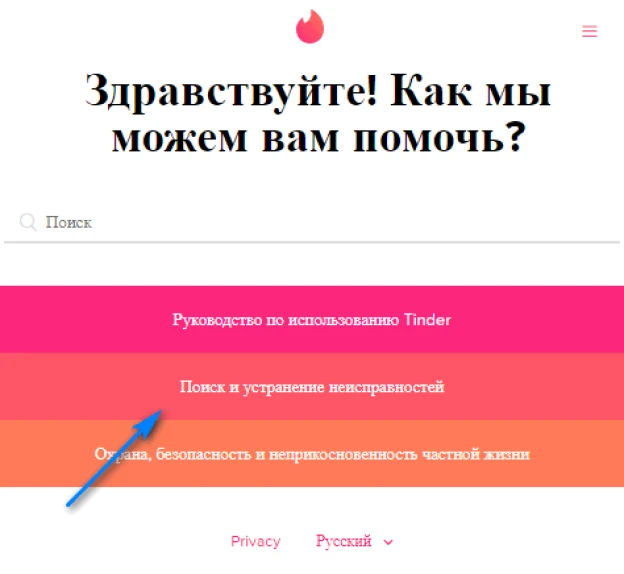 Здравствуйте! Как мы
можем вам помочь?
Поиск
Руководство по использованию Tinder
Поиск и устранение неисправностей
Охрана, безопасность и неприкосновенность частной жизни
Privacy Русский